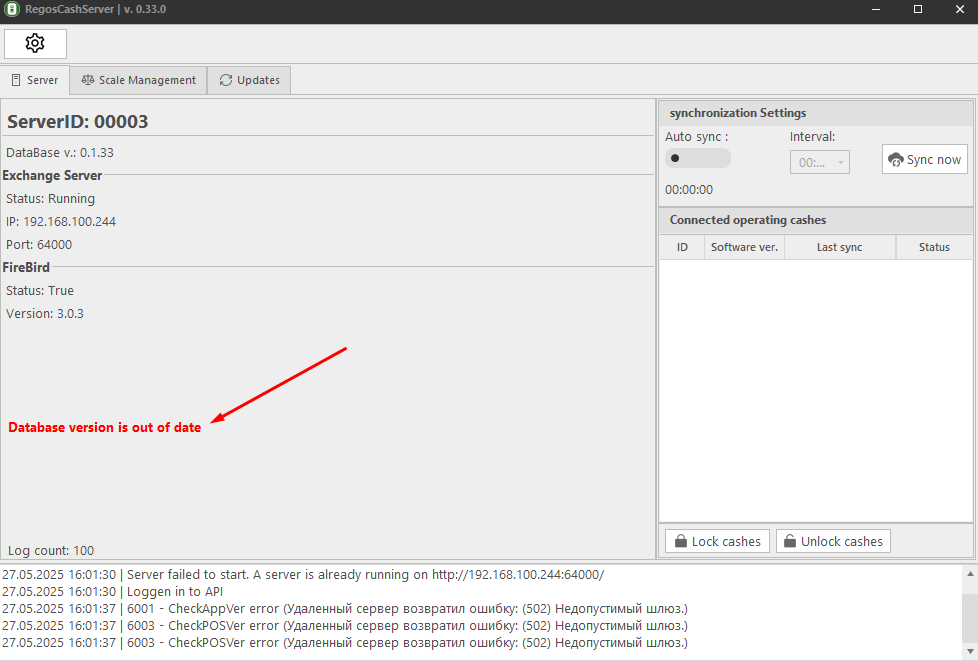 RegosCashServer | v. 0.33.0
Server
Scale Management
Updates
ServerID: 00003
DataBase v.: 0.1.33
Exchange Server
Status: Running
IP: 192.168.100.244
Port: 64000
FireBird
Status: True
Version: 3.0.3
Database version is out of date
Log count: 100
synchronization Settings
Auto sync :
Interval:
00:...
Sync now
00:00:00
Connected operating cashes
ID Software ver. Last sync Status
Lock cashes
Unlock cashes
27.05.2025 16:01:30 | Server failed to start. A server is already running on http://192.168.100.244:64000/
27.05.2025 16:01:30 | Loggen in to API
27.05.2025 16:01:37 | 6001 - CheckAppVer error (Удаленный сервер возвратил ошибку: (502) Недопустимый шлюз.)
27.05.2025 16:01:37 | 6003 - CheckPOSVer error (Удаленный сервер возвратил ошибку: (502) Недопустимый шлюз.)
27.05.2025 16:01:37 | 6003 - CheckPOSVer error (Удаленный сервер возвратил ошибку: (502) Недопустимый шлюз.)